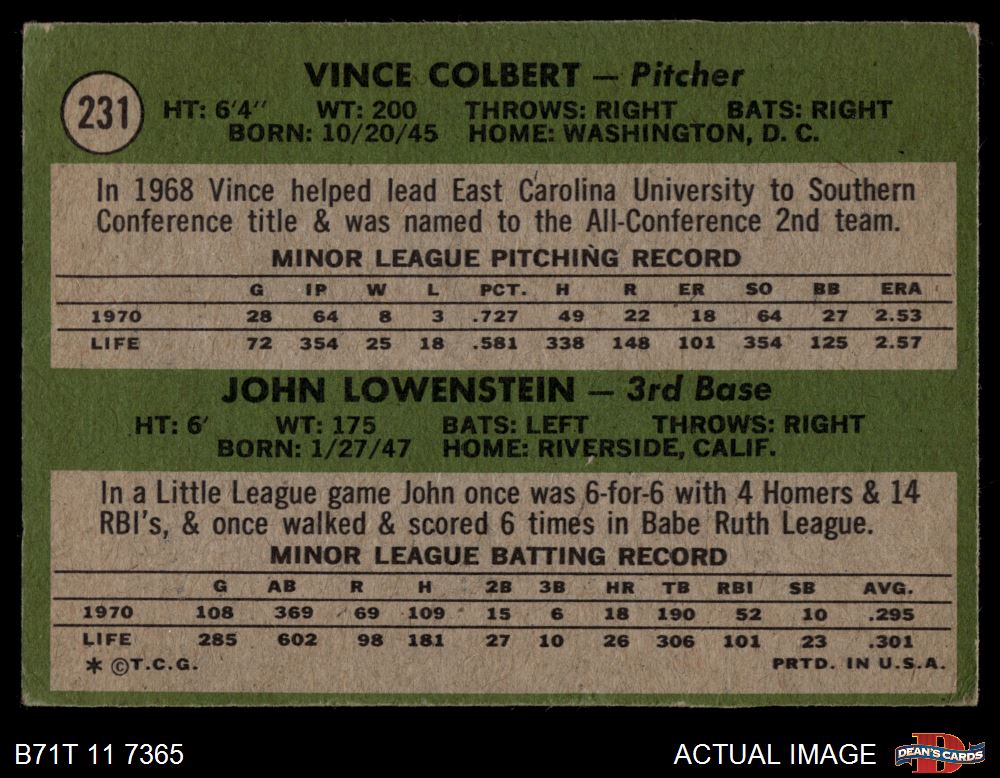 VINCE COLBERT — Pitcher
231
HT: 6'4" WT: 200 THROWS: RIGHT BATS: RIGHT
BORN: 10/20/45 HOME: WASHINGTON, D. C.
In 1968 Vince helped lead East Carolina University to Southern
Conference title & was named to the All-Conference 2nd team.
MINOR LEAGUE PITCHING RECORD
G IP W L PCT. H R ER SO BB ERA
1970 28 64 8 3 .727 49 22 18 64 27 2.53
LIFE 72 354 25 18 .581 338 148 101 354 125 2.57
JOHN LOWENSTEIN — 3rd Base
HT: 6' WT: 175 BATS: LEFT THROWS: RIGHT
BORN: 1/27/47 HOME: RIVERSIDE, CALIF.
In a Little League game John once was 6-for-6 with 4 Homers & 14
RBI's, & once walked & scored 6 times in Babe Ruth League.
MINOR LEAGUE BATTING RECORD
G AB R H 2B 3B HR TB RBI SB AVG.
1970 108 369 69 109 15 6 18 190 52 10 .295
LIFE 285 602 98 181 27 10 26 306 101 23 .301
* ©T.C.G. PRTD. IN U.S.A.
B71T 11 7365 ACTUAL IMAGE DEAN'S CARDS